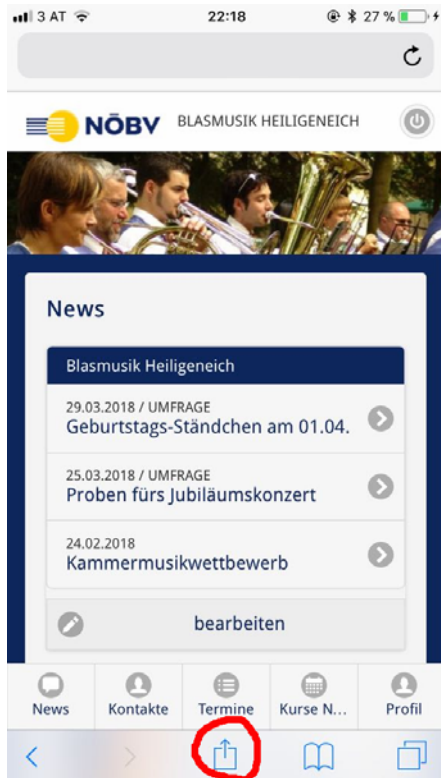 3 AT 22:18 27 %
NÖBV BLASMUSIK HEILIGENEICH
News
Blasmusik Heiligeneich
29.03.2018 / UMFRAGE
Geburtstags-Ständchen am 01.04.
25.03.2018 / UMFRAGE
Proben fürs Jubiläumskonzert
24.02.2018
Kammermusikwettbewerb
bearbeiten
News Kontakte Termine Kurse N... Profil